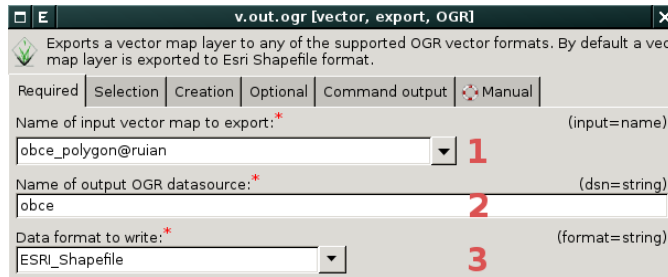 E v.out.ogr [vector, export, OGR] x
Exports a vector map layer to any of the supported OGR vector formats. By default a vec
map layer is exported to Esri Shapefile format.
Required Selection Creation Optional Command output Manual
Name of input vector map to export:* (input=name)
obce_polygon@ruian 1
Name of output OGR datasource:* (dsn=string)
obce 2
Data format to write:* (format=string)
ESRI_Shapefile 3